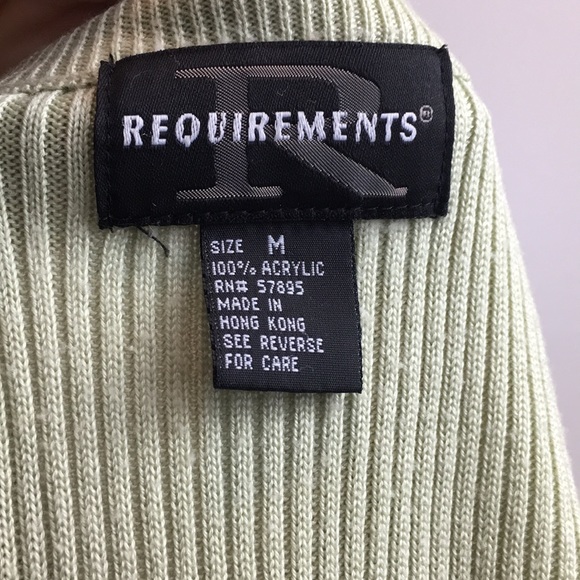 R
REQUIREMENTS®
SIZE M
100% ACRYLIC
RN# 57895
MADE IN
HONG KONG
SEE REVERSE
FOR CARE